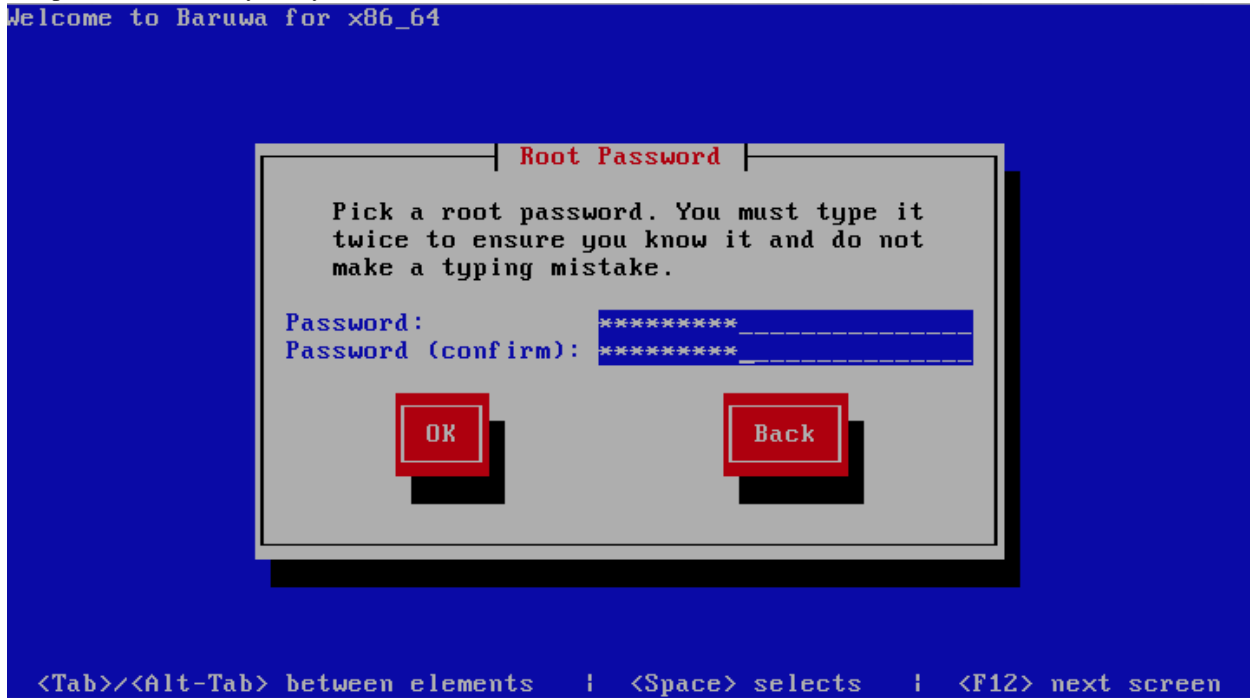 Welcome to Baruwa for x86_64
Root Password
Pick a root password. You must type it
twice to ensure you know it and do not
make a typing mistake.
Password: *********_______________
Password (confirm): *********_______________
OK Back
<Tab>/<Alt-Tab> between elements | <Space> selects | <F12> next screen